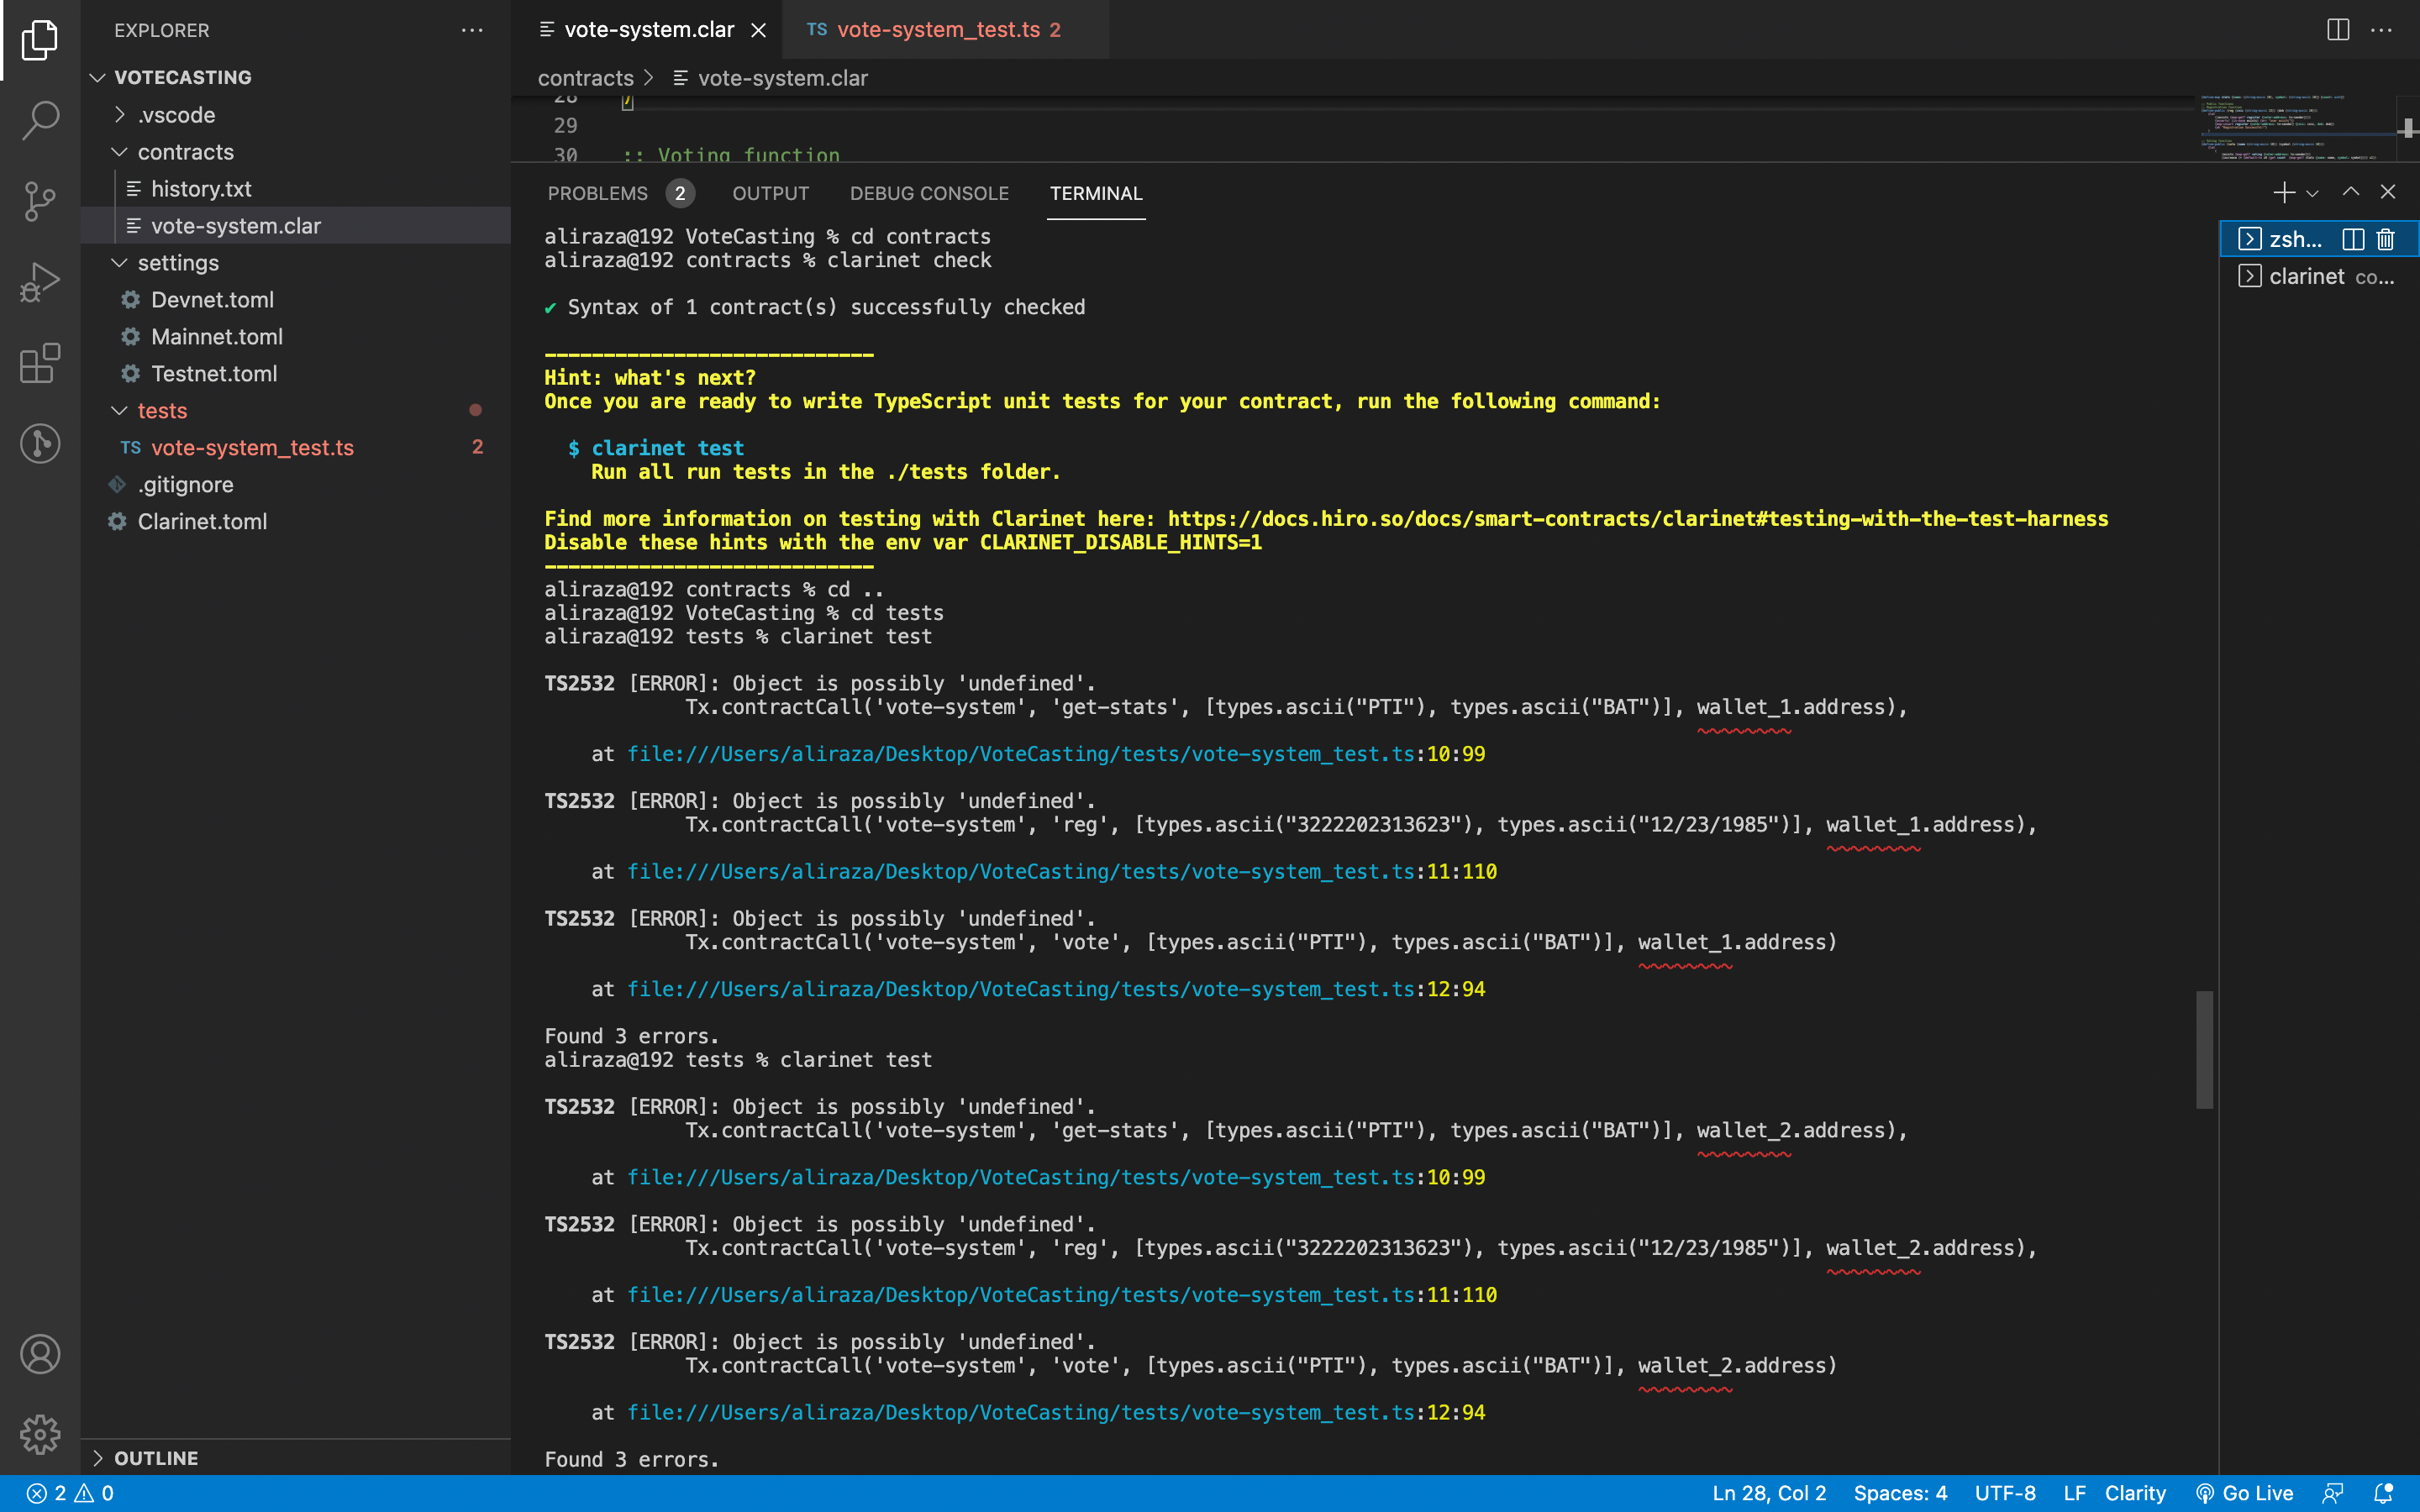 EXPLORER
VOTECASTING
.vscode
contracts
history.txt
vote-system.clar
settings
Devnet.toml
Mainnet.toml
Testnet.toml
tests
TS vote-system_test.ts 2
.gitignore
Clarinet.toml
OUTLINE
vote-system.clar
TS vote-system_test.ts 2
contracts > vote-system.clar
28 )
29
30 ;; Voting function
PROBLEMS 2 OUTPUT DEBUG CONSOLE TERMINAL
zsh...
clarinet co...
aliraza@192 VoteCasting % cd contracts
aliraza@192 contracts % clarinet check
✔ Syntax of 1 contract(s) successfully checked
----------------------------
Hint: what's next?
Once you are ready to write TypeScript unit tests for your contract, run the following command:
$ clarinet test
Run all run tests in the ./tests folder.
Find more information on testing with Clarinet here: https://docs.hiro.so/docs/smart-contracts/clarinet#testing-with-the-test-harness
Disable these hints with the env var CLARINET_DISABLE_HINTS=1
----------------------------
aliraza@192 contracts % cd ..
aliraza@192 VoteCasting % cd tests
aliraza@192 tests % clarinet test
TS2532 [ERROR]: Object is possibly 'undefined'.
Tx.contractCall('vote-system', 'get-stats', [types.ascii("PTI"), types.ascii("BAT")], wallet_1.address),
at file:///Users/aliraza/Desktop/VoteCasting/tests/vote-system_test.ts:10:99
TS2532 [ERROR]: Object is possibly 'undefined'.
Tx.contractCall('vote-system', 'reg', [types.ascii("3222202313623"), types.ascii("12/23/1985")], wallet_1.address),
at file:///Users/aliraza/Desktop/VoteCasting/tests/vote-system_test.ts:11:110
TS2532 [ERROR]: Object is possibly 'undefined'.
Tx.contractCall('vote-system', 'vote', [types.ascii("PTI"), types.ascii("BAT")], wallet_1.address)
at file:///Users/aliraza/Desktop/VoteCasting/tests/vote-system_test.ts:12:94
Found 3 errors.
aliraza@192 tests % clarinet test
TS2532 [ERROR]: Object is possibly 'undefined'.
Tx.contractCall('vote-system', 'get-stats', [types.ascii("PTI"), types.ascii("BAT")], wallet_2.address),
at file:///Users/aliraza/Desktop/VoteCasting/tests/vote-system_test.ts:10:99
TS2532 [ERROR]: Object is possibly 'undefined'.
Tx.contractCall('vote-system', 'reg', [types.ascii("3222202313623"), types.ascii("12/23/1985")], wallet_2.address),
at file:///Users/aliraza/Desktop/VoteCasting/tests/vote-system_test.ts:11:110
TS2532 [ERROR]: Object is possibly 'undefined'.
Tx.contractCall('vote-system', 'vote', [types.ascii("PTI"), types.ascii("BAT")], wallet_2.address)
at file:///Users/aliraza/Desktop/VoteCasting/tests/vote-system_test.ts:12:94
Found 3 errors.
2 0 Ln 28, Col 2 Spaces: 4 UTF-8 LF Clarity Go Live